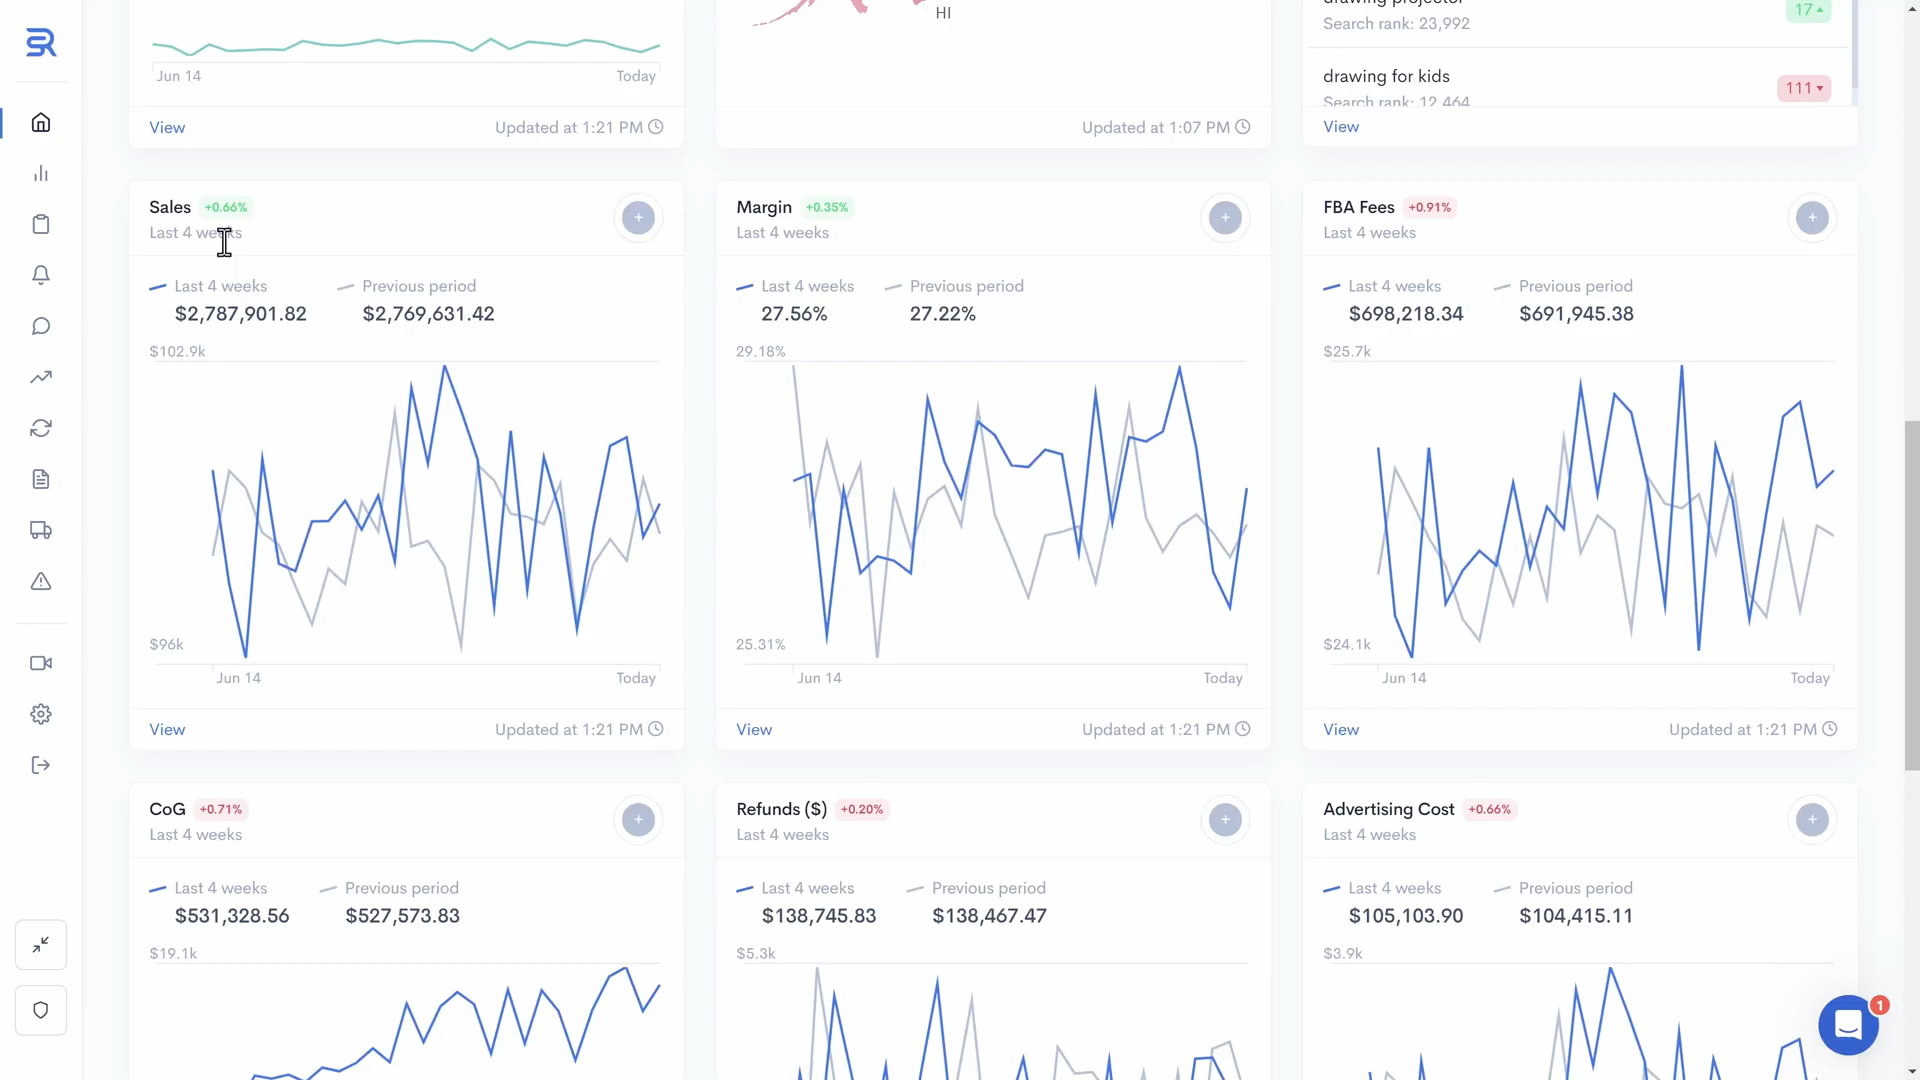 HI
drawing projector
Search rank: 23,992
17
drawing for kids
Search rank: 12,464
111
Jun 14
Today
View
Updated at 1:21 PM
Updated at 1:07 PM
View
Sales +0.66%
Last 4 weeks
Last 4 weeks
Previous period
$2,787,901.82
$2,769,631.42
$102.9k
$96k
Jun 14
Today
View
Updated at 1:21 PM
Margin +0.35%
Last 4 weeks
Last 4 weeks
Previous period
27.56%
27.22%
29.18%
25.31%
Jun 14
Today
View
Updated at 1:21 PM
FBA Fees +0.91%
Last 4 weeks
Last 4 weeks
Previous period
$698,218.34
$691,945.38
$25.7k
$24.1k
Jun 14
Today
View
Updated at 1:21 PM
CoG +0.71%
Last 4 weeks
Last 4 weeks
Previous period
$531,328.56
$527,573.83
$19.1k
Refunds ($) +0.20%
Last 4 weeks
Last 4 weeks
Previous period
$138,745.83
$138,467.47
$5.3k
Advertising Cost +0.66%
Last 4 weeks
Last 4 weeks
Previous period
$105,103.90
$104,415.11
$3.9k
1